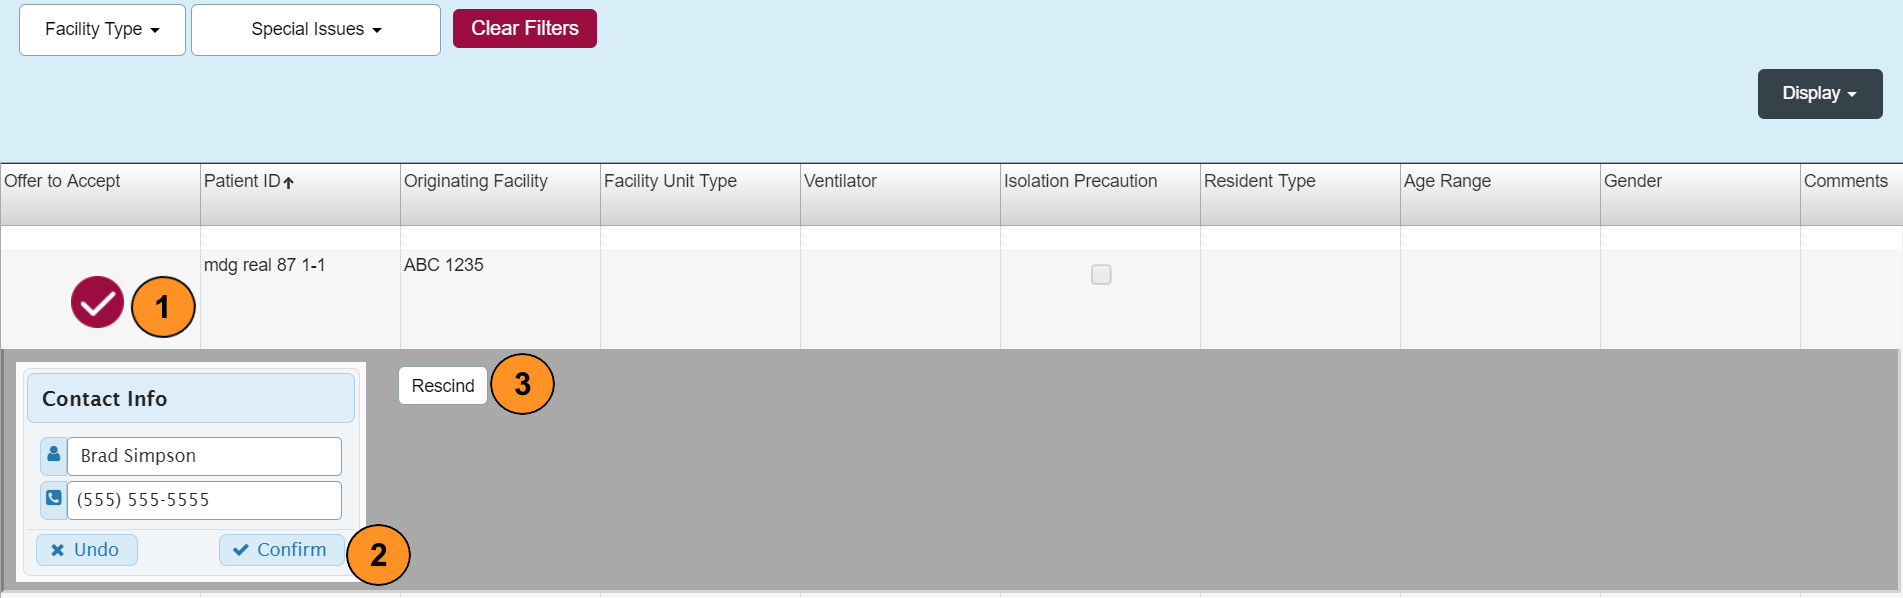 Facility Type
Special Issues
Clear Filters
Display
Offer to Accept
Patient ID
Originating Facility
Facility Unit Type
Ventilator
Isolation Precaution
Resident Type
Age Range
Gender
Comments
mdg real 87 1-1
ABC 1235
1
Contact Info
Rescind
3
Brad Simpson
(555) 555-5555
Undo
Confirm
2